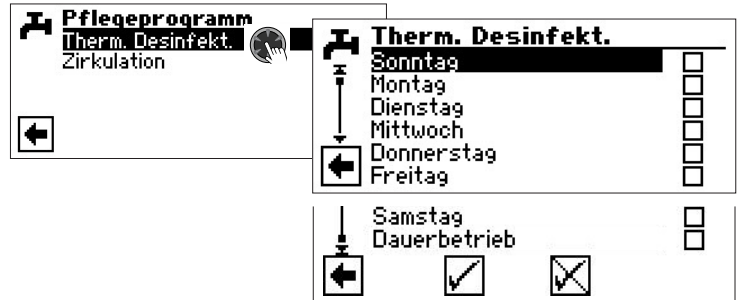 Pflegeprogramm
Therm. Desinfekt.
Zirkulation
Therm. Desinfekt.
Sonntag
Montag
Dienstag
Mittwoch
Donnerstag
Freitag
Samstag
Dauerbetrieb